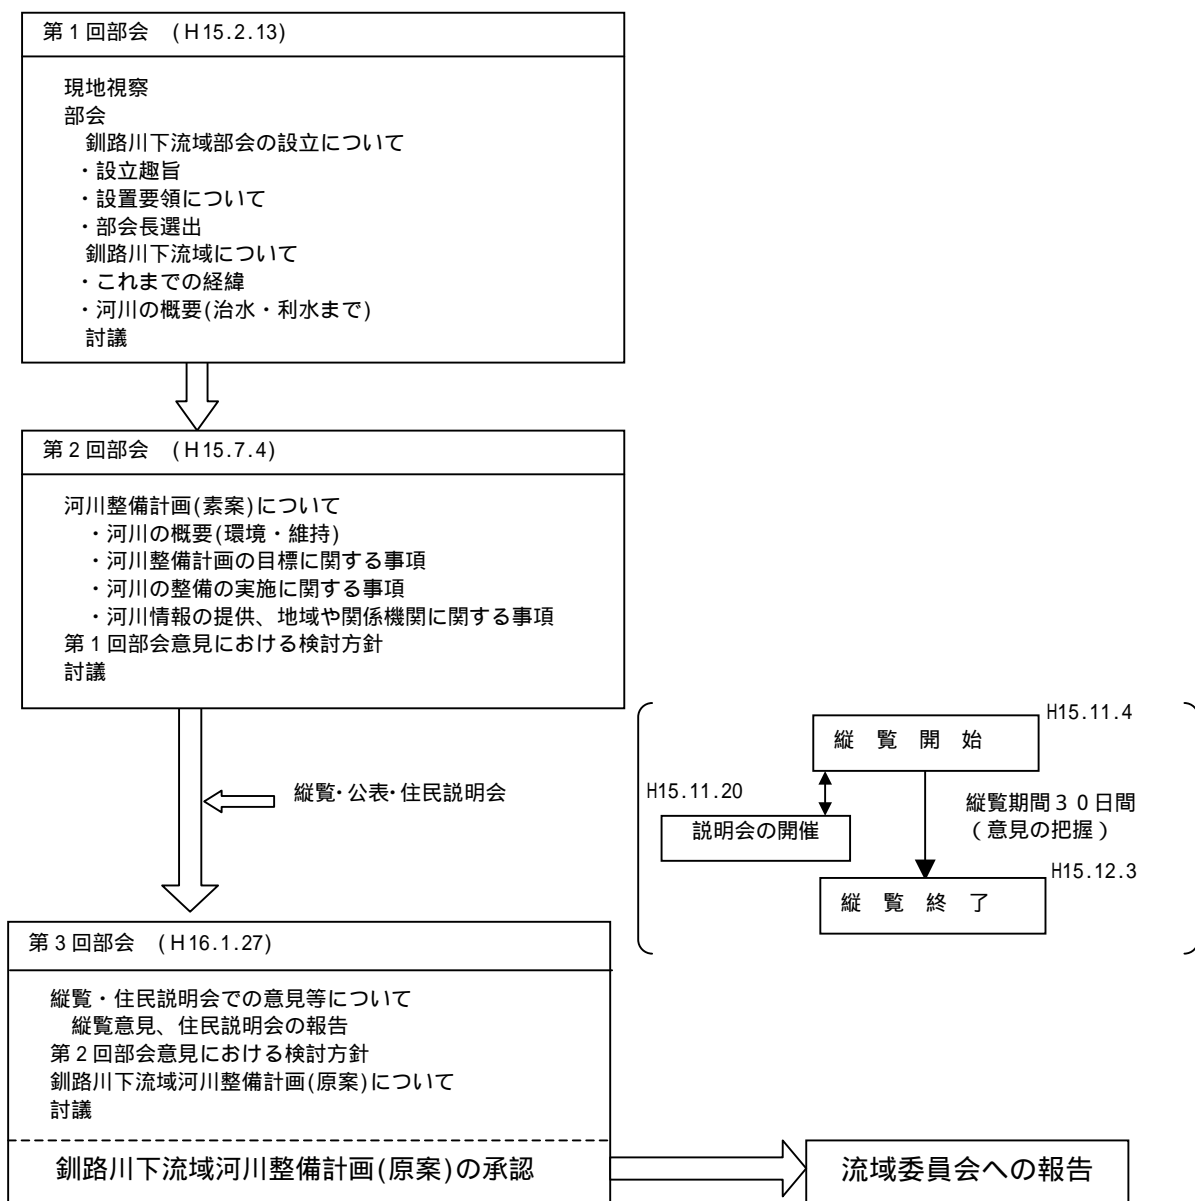 第１回部会　(H15.2.13)
現地視察
部会
釧路川下流域部会の設立について
・設立趣旨
・設置要領について
・部会長選出
釧路川下流域について
・これまでの経緯
・河川の概要(治水・利水まで)
討議
第２回部会　(H15.7.4)
河川整備計画(素案)について
・河川の概要(環境・維持)
・河川整備計画の目標に関する事項
・河川の整備の実施に関する事項
・河川情報の提供、地域や関係機関に関する事項
第１回部会意見における検討方針
討議
縦覧・公表・住民説明会
H15.11.4
縦　覧　開　始
H15.11.20
説明会の開催
縦覧期間３０日間
（意見の把握）
H15.12.3
縦　覧　終　了
第３回部会　(H16.1.27)
縦覧・住民説明会での意見等について
縦覧意見、住民説明会の報告
第２回部会意見における検討方針
釧路川下流域河川整備計画(原案)について
討議
釧路川下流域河川整備計画(原案)の承認
流域委員会への報告